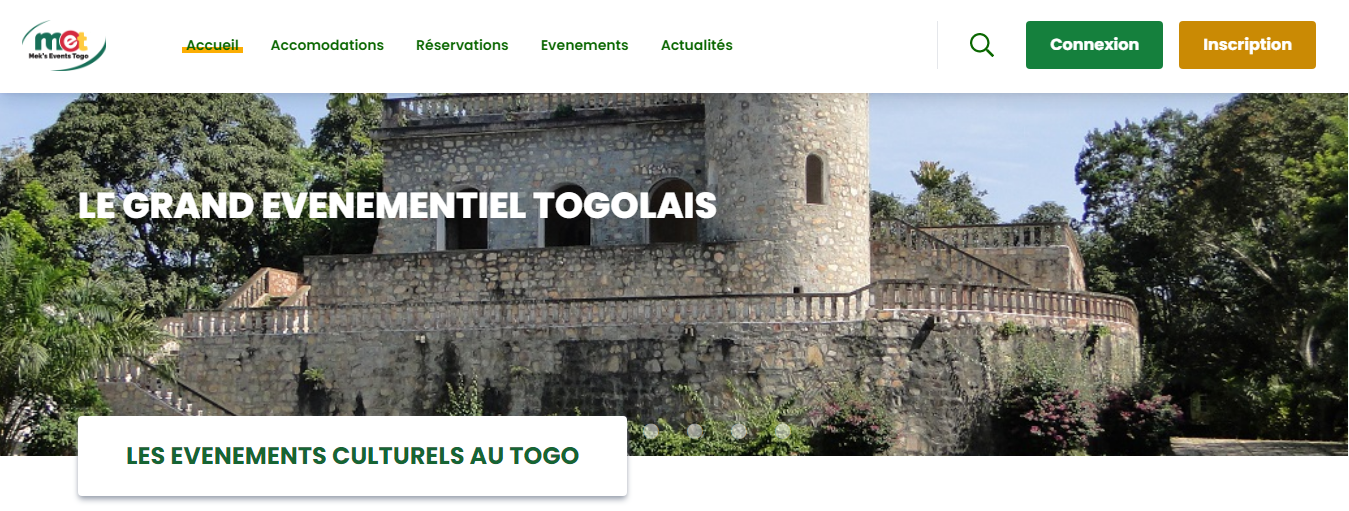 met
Mek's Events Togo
Accueil Accomodations Réservations Evenements Actualités
Connexion Inscription
LE GRAND EVENEMENTIEL TOGOLAIS
LES EVENEMENTS CULTURELS AU TOGO